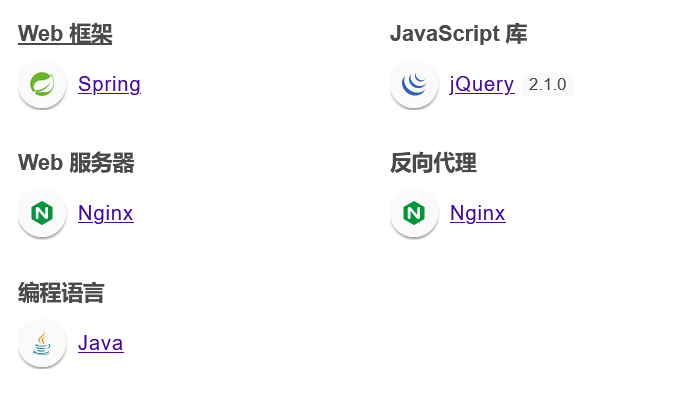 Web 框架
Spring
JavaScript 库
jQuery 2.1.0
Web 服务器
Nginx
反向代理
Nginx
编程语言
Java